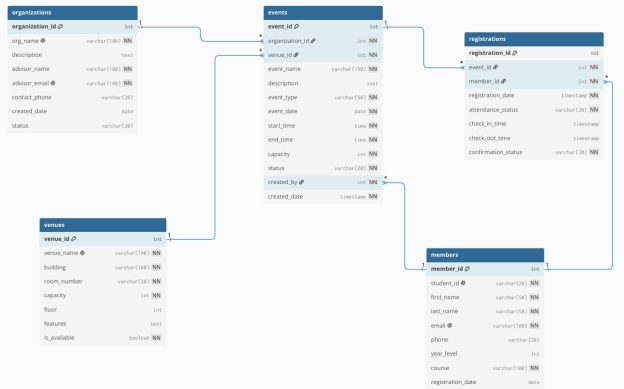 organizations
organization_id int
org_name varchar(100) NN
description text
advisor_name varchar(100) NN
advisor_email varchar(100) NN
contact_phone varchar(20)
created_date date
status varchar(20)
1
*
*
events
event_id int
organization_id int NN
venue_id int NN
event_name varchar(150) NN
description text
event_type varchar(50) NN
event_date date NN
start_time time NN
end_time time NN
capacity int NN
status varchar(20) NN
created_by int NN
created_date timestamp NN
1
*
*
*
registrations
registration_id int
event_id int NN
member_id int NN
registration_date timestamp NN
attendance_status varchar(20) NN
check_in_time timestamp
check_out_time timestamp
confirmation_status varchar(20) NN
venues
venue_id int
venue_name varchar(100) NN
building varchar(100) NN
room_number varchar(20) NN
capacity int NN
floor int
features text
is_available boolean NN
1
members
1
member_id int
1
student_id varchar(20) NN
first_name varchar(50) NN
last_name varchar(50) NN
email varchar(100) NN
phone varchar(20)
year_level int
course varchar(100) NN
registration_date date